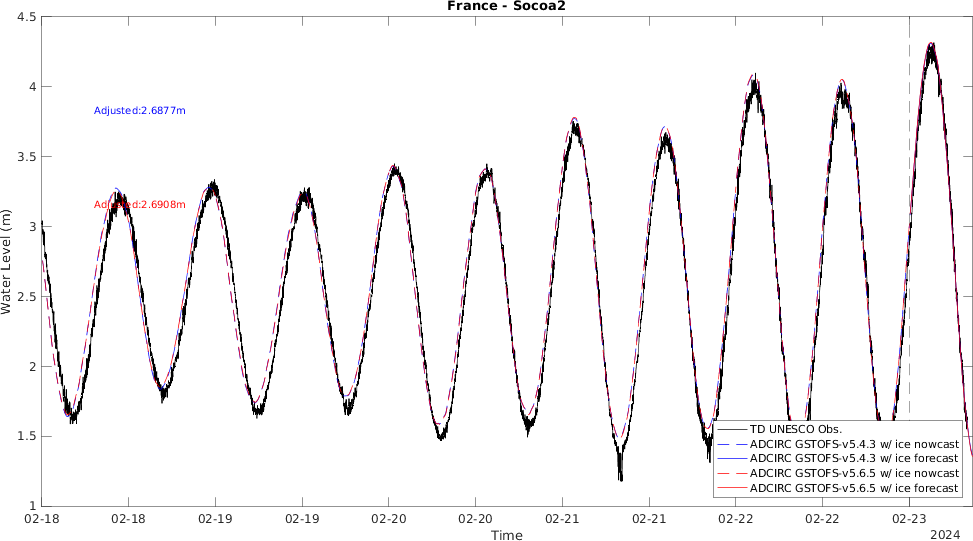 France - Socoa2
4.5
4
3.5
3
2.5
2
1.5
1
Water Level (m)
Adjusted:2.6877m
Adjusted:2.6908m
TD UNESCO Obs.
ADCIRC GSTOFS-v5.4.3 w/ ice nowcast
ADCIRC GSTOFS-v5.4.3 w/ ice forecast
ADCIRC GSTOFS-v5.6.5 w/ ice nowcast
ADCIRC GSTOFS-v5.6.5 w/ ice forecast
02-18 02-18 02-19 02-19 02-20 02-20 02-21 02-21 02-22 02-22 02-23
Time
2024